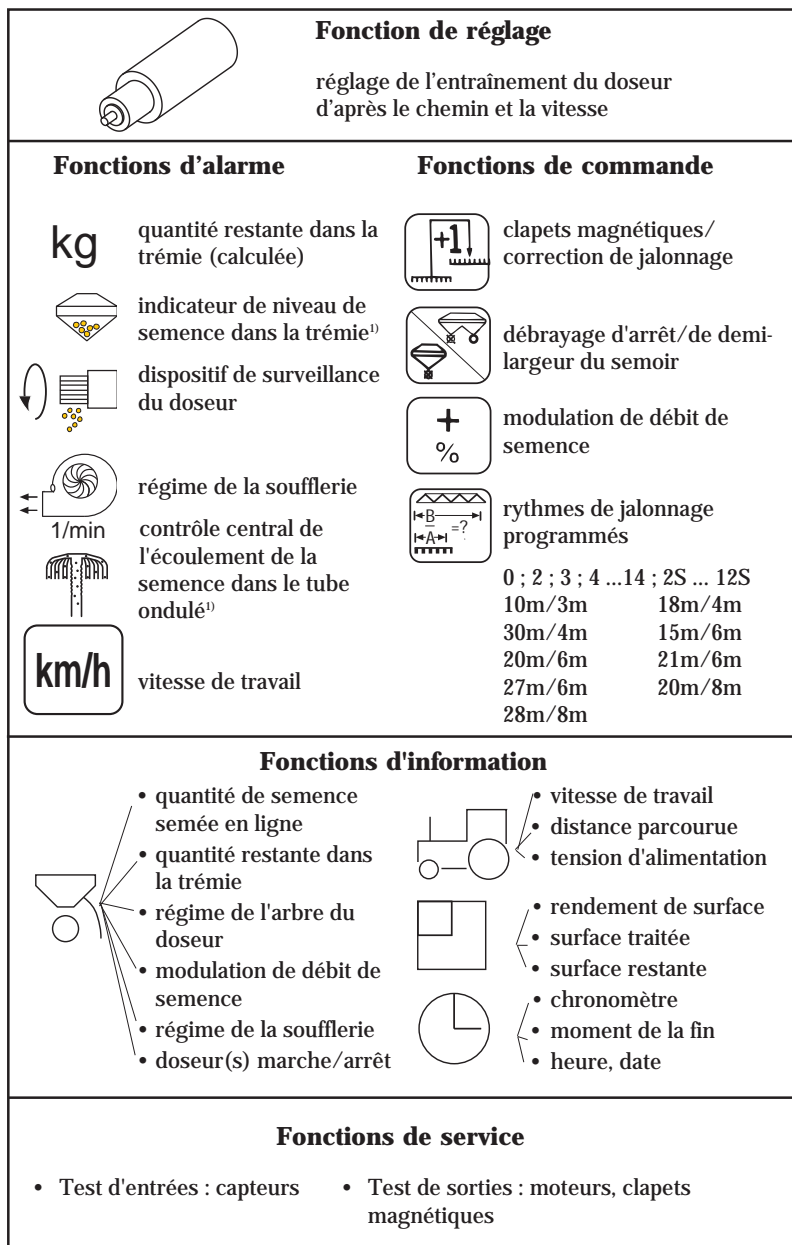 Fonction de réglage
réglage de l'entraînement du doseur
d'après le chemin et la vitesse
Fonctions d'alarme
kg
quantité restante dans la
trémie (calculée)
indicateur de niveau de
semence dans la trémie¹⁾
dispositif de surveillance
du doseur
régime de la soufflerie
1/min
contrôle central de
l'écoulement de la
semence dans le tube
ondulé¹⁾
km/h
vitesse de travail
Fonctions de commande
+1
clapets magnétiques/
correction de jalonnage
débrayage d'arrêt/de demi-
largeur du semoir
+
%
modulation de débit de
semence
B
A =?
rythmes de jalonnage
programmés
0 ; 2 ; 3 ; 4 ...14 ; 2S ... 12S
10m/3m 18m/4m
30m/4m 15m/6m
20m/6m 21m/6m
27m/6m 20m/8m
28m/8m
Fonctions d'information
• quantité de semence
semée en ligne
• quantité restante dans
la trémie
• régime de l'arbre du
doseur
• modulation de débit de
semence
• régime de la soufflerie
• doseur(s) marche/arrêt
• vitesse de travail
• distance parcourue
• tension d'alimentation
• rendement de surface
• surface traitée
• surface restante
• chronomètre
• moment de la fin
• heure, date
Fonctions de service
• Test d'entrées : capteurs
• Test de sorties : moteurs, clapets
magnétiques